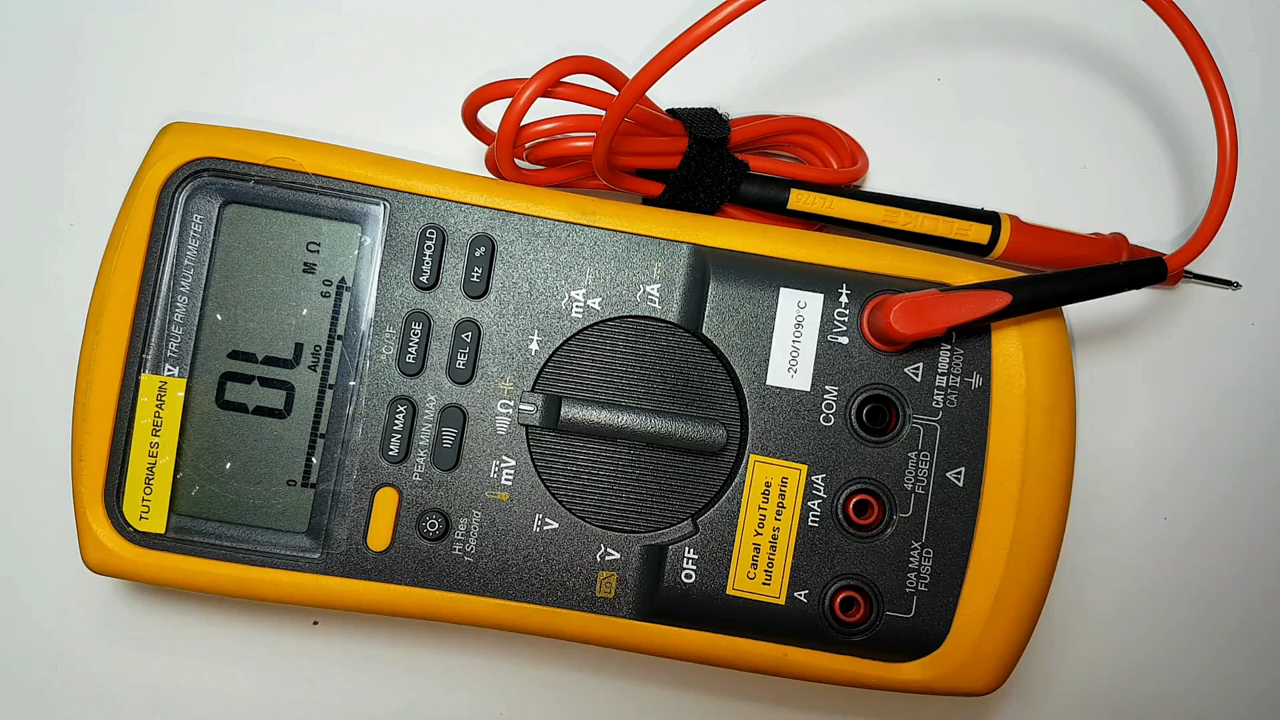 TRUE RMS MULTIMETER
TUTORIALES REPARIN
MΩ
60
OL
Auto
0
AutoHOLD
Hz %
°C/°F
RANGE
REL Δ
MIN MAX
PEAK MIN MAX
Hi Res
1 Second
mA
A
µA
Ω
mV
V
V
OFF
-200/1090°C
VΩ
COM
mA µA
A
CAT III 1000V
CAT IV 600V
400mA
FUSED
10A MAX
FUSED
Canal YouTube:
tutoriales reparin
FLUKE
TL175